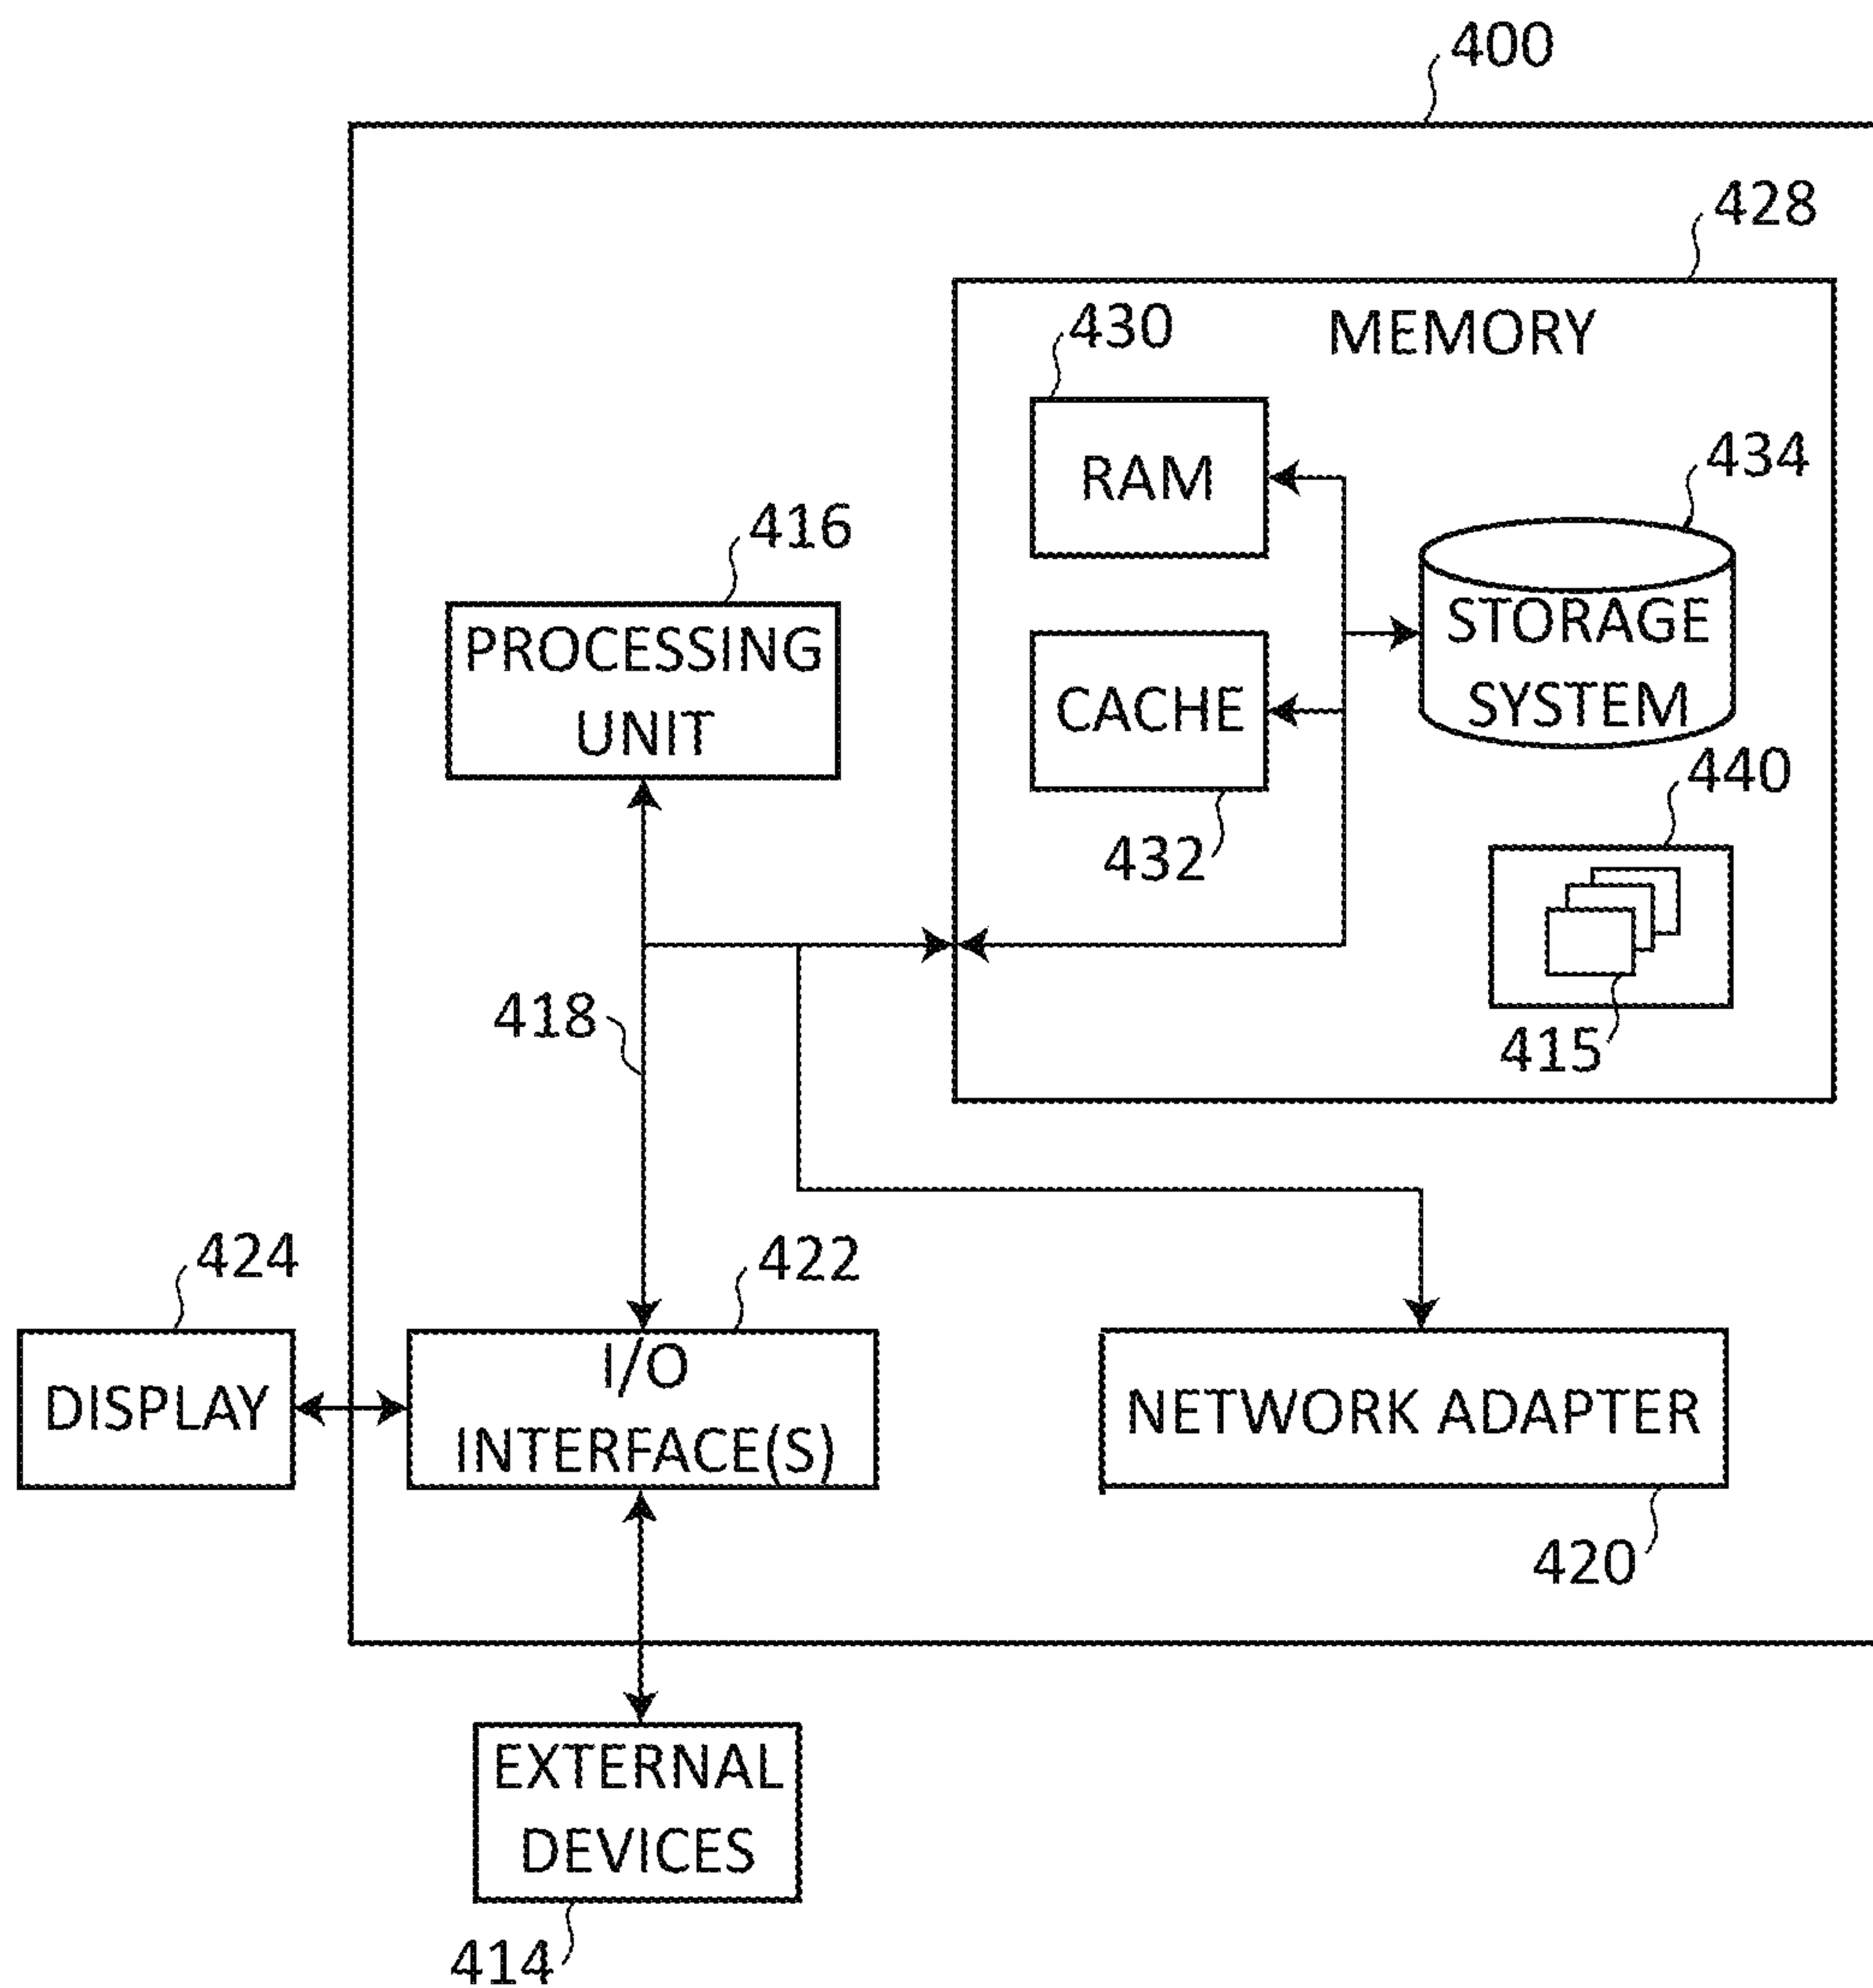 400
428
430
MEMORY
RAM
434
416
STORAGE
SYSTEM
PROCESSING
UNIT
CACHE
440
432
418
415
424
422
DISPLAY
I/O
INTERFACE(S)
NETWORK ADAPTER
420
EXTERNAL
DEVICES
414